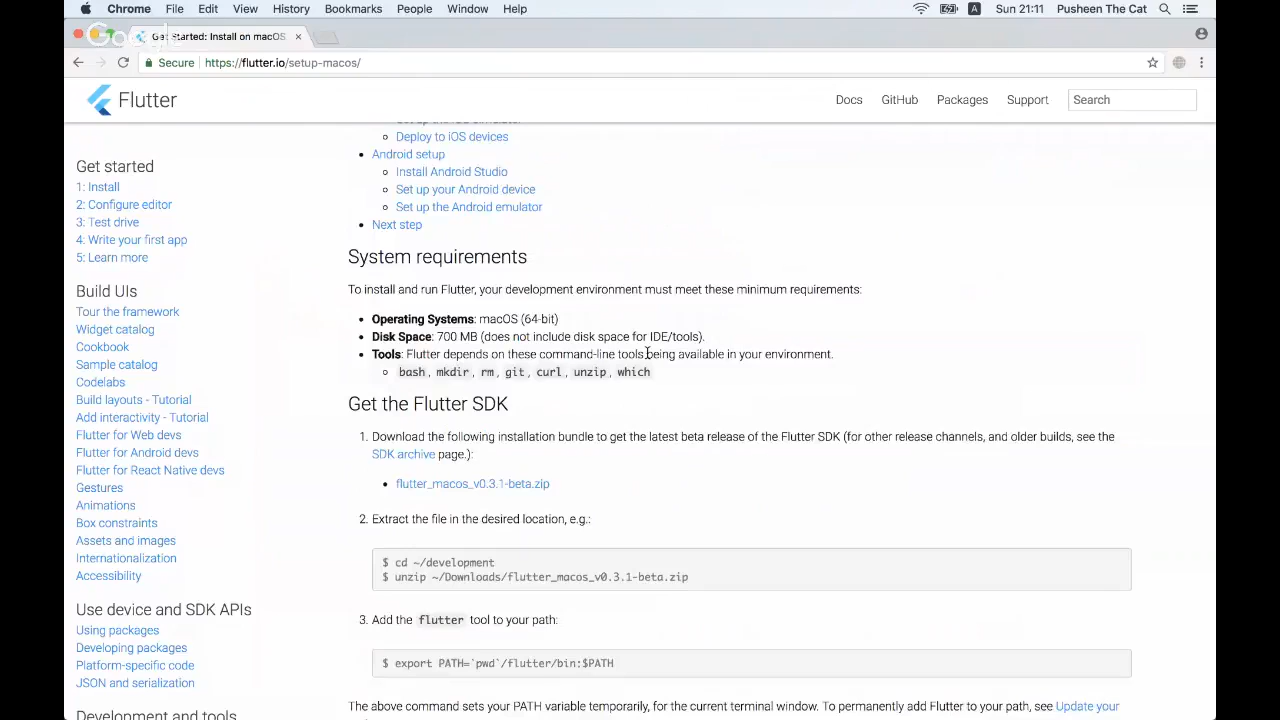 Chrome File Edit View History Bookmarks People Window Help A Sun 21:11 Pusheen The Cat
Google
Get Started: Install on macOS
Secure https://flutter.io/setup-macos/
Flutter Docs GitHub Packages Support Search
Deploy to iOS devices
Android setup
Install Android Studio
Set up your Android device
Set up the Android emulator
Next step
Get started
1: Install
2: Configure editor
3: Test drive
4: Write your first app
5: Learn more
Build UIs
Tour the framework
Widget catalog
Cookbook
Sample catalog
Codelabs
Build layouts - Tutorial
Add interactivity - Tutorial
Flutter for Web devs
Flutter for Android devs
Flutter for React Native devs
Gestures
Animations
Box constraints
Assets and images
Internationalization
Accessibility
Use device and SDK APIs
Using packages
Developing packages
Platform-specific code
JSON and serialization
Development and tools
System requirements
To install and run Flutter, your development environment must meet these minimum requirements:
Operating Systems: macOS (64-bit)
Disk Space: 700 MB (does not include disk space for IDE/tools).
Tools: Flutter depends on these command-line tools being available in your environment.
bash, mkdir, rm, git, curl, unzip, which
Get the Flutter SDK
1. Download the following installation bundle to get the latest beta release of the Flutter SDK (for other release channels, and older builds, see the
SDK archive page.):
flutter_macos_v0.3.1-beta.zip
2. Extract the file in the desired location, e.g.:
$ cd ~/development
$ unzip ~/Downloads/flutter_macos_v0.3.1-beta.zip
3. Add the flutter tool to your path:
$ export PATH=`pwd`/flutter/bin:$PATH
The above command sets your PATH variable temporarily, for the current terminal window. To permanently add Flutter to your path, see Update your